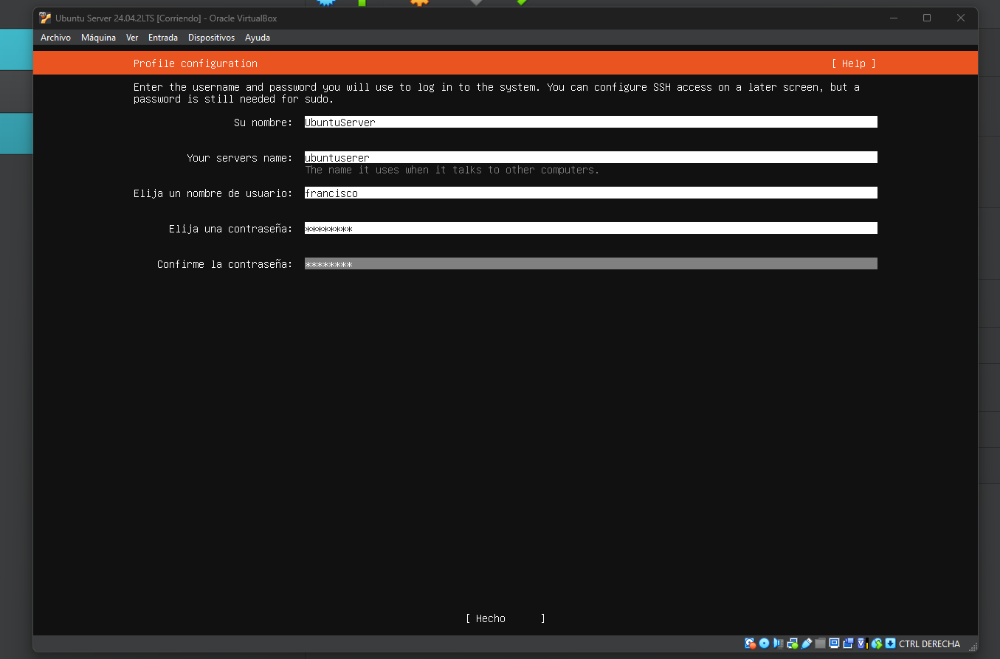 Ubuntu Server 24.04.2LTS [Corriendo] - Oracle VirtualBox
Archivo Máquina Ver Entrada Dispositivos Ayuda
Profile configuration [ Help ]
Enter the username and password you will use to log in to the system. You can configure SSH access on a later screen, but a
password is still needed for sudo.
Su nombre: UbuntuServer
Your servers name: ubuntuserer
The name it uses when it talks to other computers.
Elija un nombre de usuario: francisco
Elija una contraseña: ********
Confirme la contraseña: ********
[ Hecho ]
CTRL DERECHA